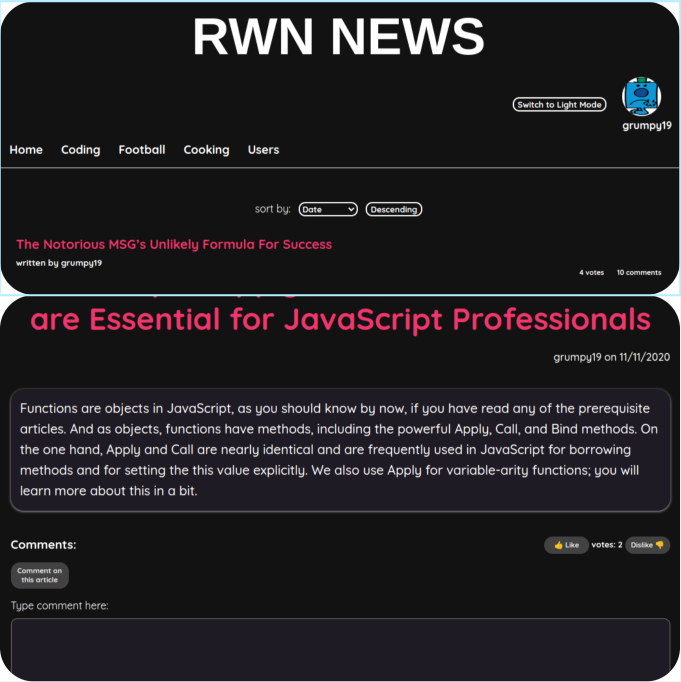 RWN NEWS
Switch to Light Mode
grumpy19
Home Coding Football Cooking Users
sort by: Date Descending
The Notorious MSG's Unlikely Formula For Success
written by grumpy19
4 votes 10 comments
are Essential for JavaScript Professionals
grumpy19 on 11/11/2020
Functions are objects in JavaScript, as you should know by now, if you have read any of the prerequisite
articles. And as objects, functions have methods, including the powerful Apply, Call, and Bind methods. On
the one hand, Apply and Call are nearly identical and are frequently used in JavaScript for borrowing
methods and for setting the this value explicitly. We also use Apply for variable-arity functions; you will
learn more about this in a bit.
Comments:
👍 Like votes: 2 Dislike 👎
Comment on
this article
Type comment here: